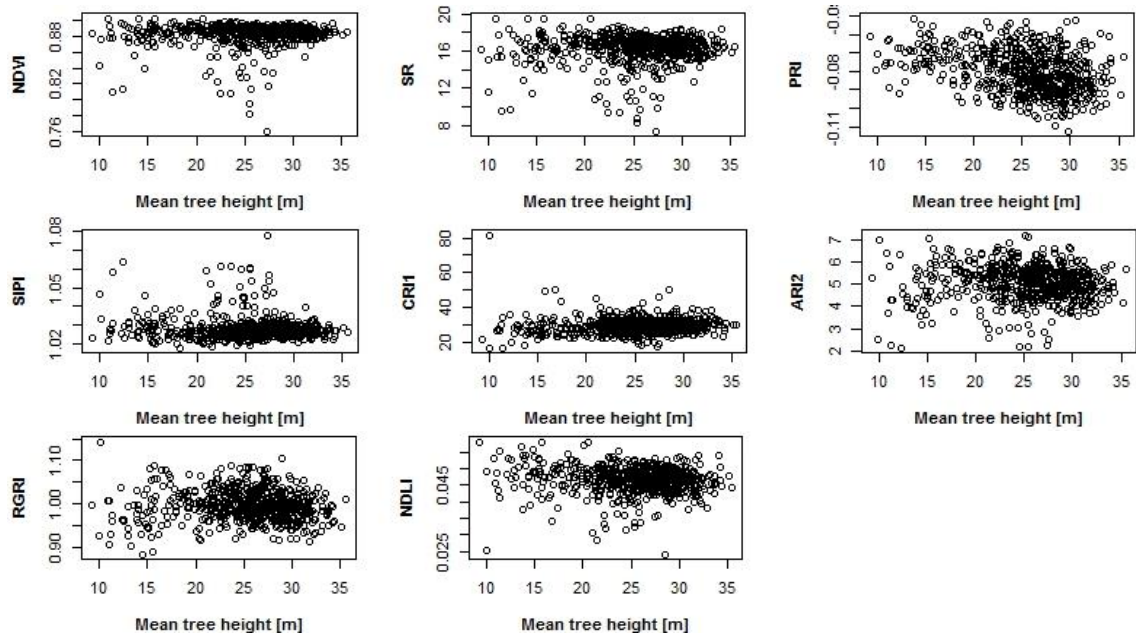 NDVI
0.76 0.82 0.88
10 15 20 25 30 35
Mean tree height [m]
SR
8 12 16 20
10 15 20 25 30 35
Mean tree height [m]
PRI
-0.11 -0.08
10 15 20 25 30 35
Mean tree height [m]
SIPI
1.02 1.05 1.08
10 15 20 25 30 35
Mean tree height [m]
CRI1
20 40 60 80
10 15 20 25 30 35
Mean tree height [m]
ARI2
2 3 4 5 6 7
10 15 20 25 30 35
Mean tree height [m]
RGRI
0.90 1.00 1.10
10 15 20 25 30 35
Mean tree height [m]
NDLI
0.025 0.045
10 15 20 25 30 35
Mean tree height [m]